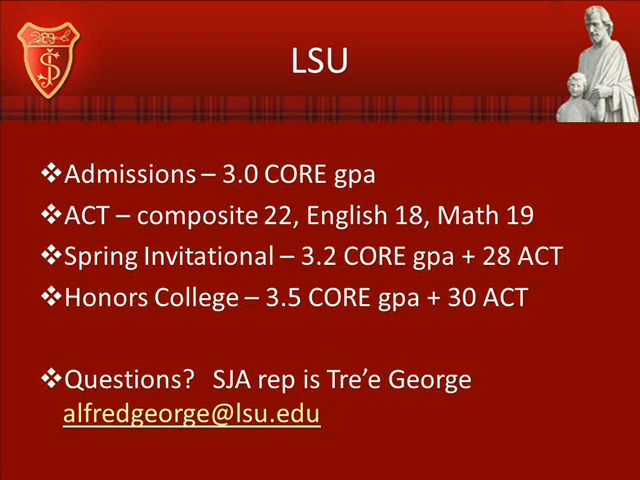 LSU
❖Admissions – 3.0 CORE gpa
❖ACT – composite 22, English 18, Math 19
❖Spring Invitational – 3.2 CORE gpa + 28 ACT
❖Honors College – 3.5 CORE gpa + 30 ACT
❖Questions? SJA rep is Tre’e George
alfredgeorge@lsu.edu